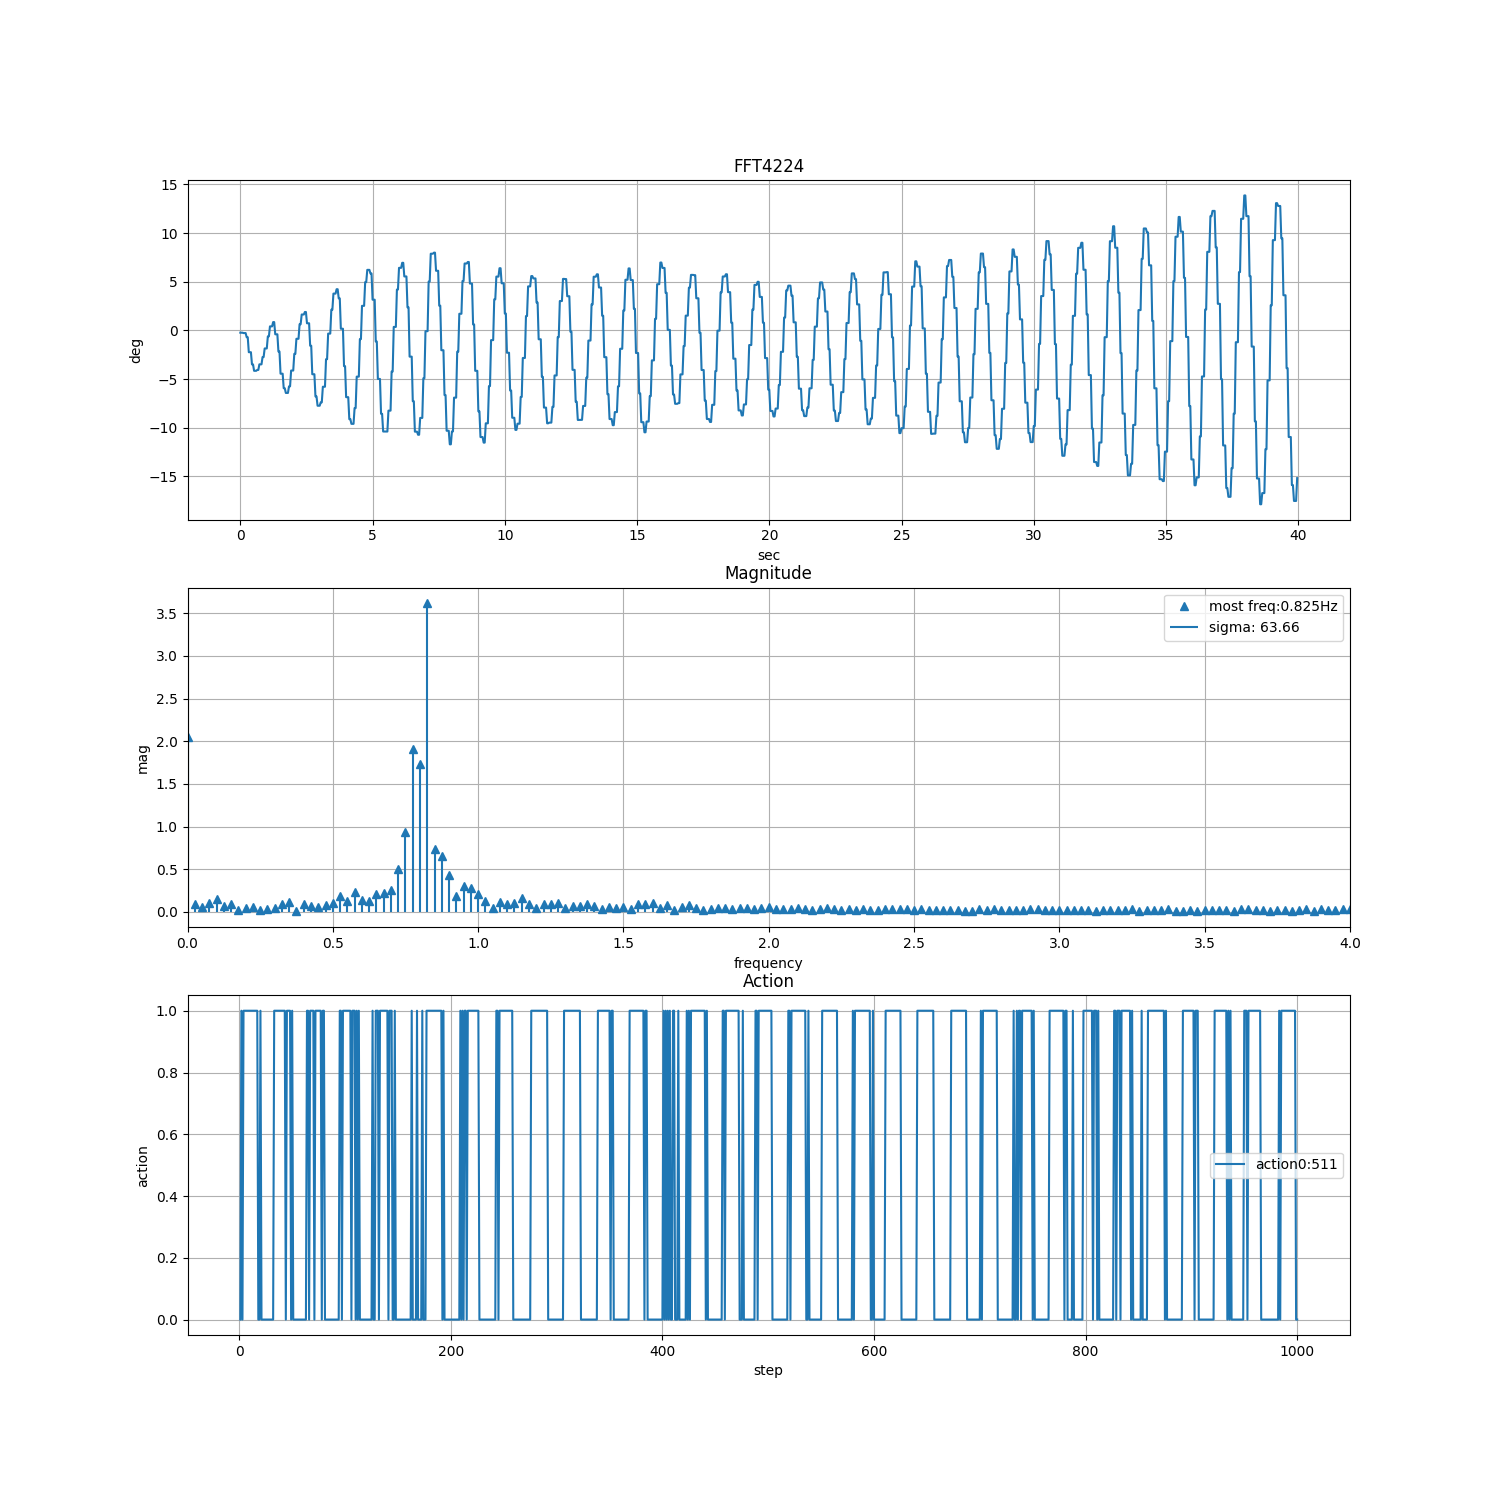 FFT4224
15
10
5
0
−5
−10
−15
deg
0 5 10 15 20 25 30 35 40
sec
Magnitude
3.5
3.0
2.5
2.0
1.5
1.0
0.5
0.0
mag
most freq:0.825Hz
sigma: 63.66
0.0 0.5 1.0 1.5 2.0 2.5 3.0 3.5 4.0
frequency
Action
1.0
0.8
0.6
0.4
0.2
0.0
action
action0:511
0 200 400 600 800 1000
step